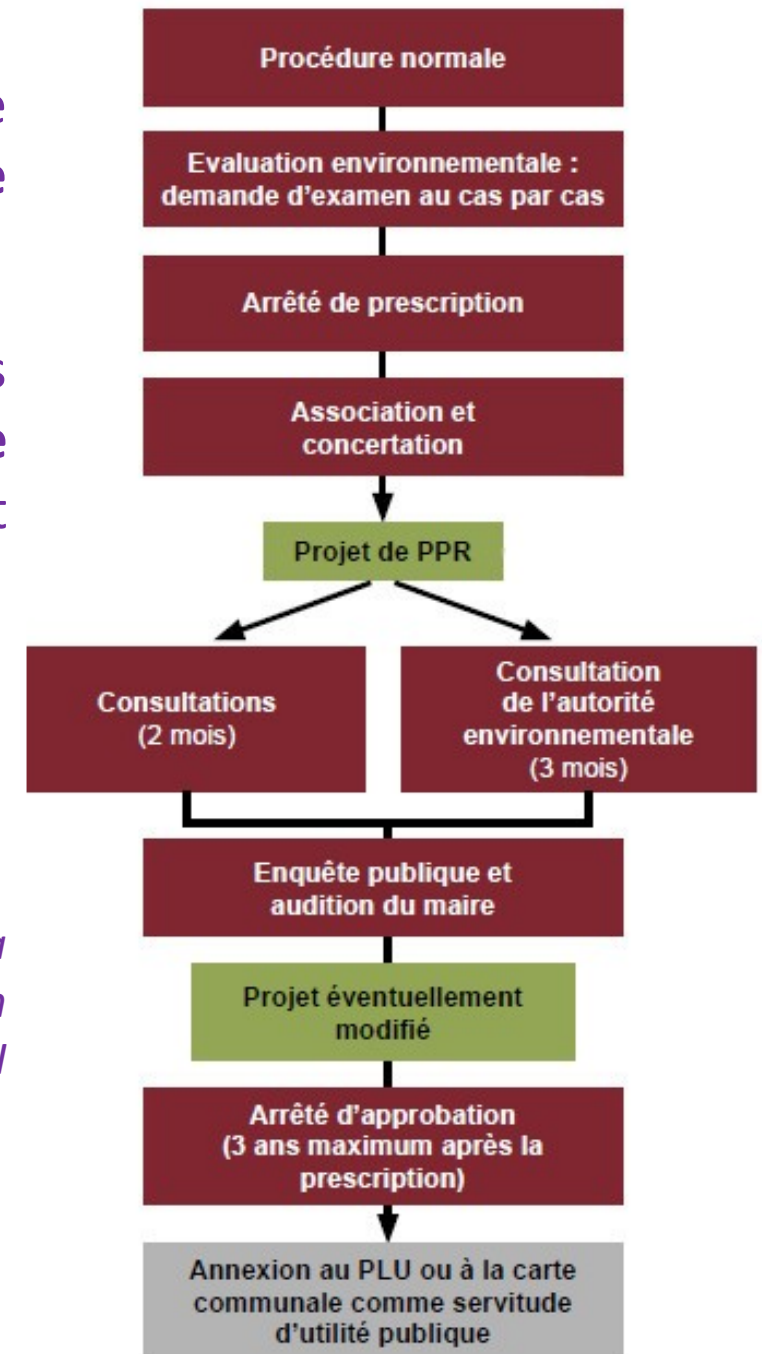 Procédure normale
Evaluation environnementale :
demande d'examen au cas par cas
Arrêté de prescription
Association et
concertation
Projet de PPR
Consultations
(2 mois)
Consultation
de l'autorité
environnementale
(3 mois)
Enquête publique et
audition du maire
Projet éventuellement
modifié
Arrêté d'approbation
(3 ans maximum après la
prescription)
Annexion au PLU ou à la carte
communale comme servitude
d'utilité publique